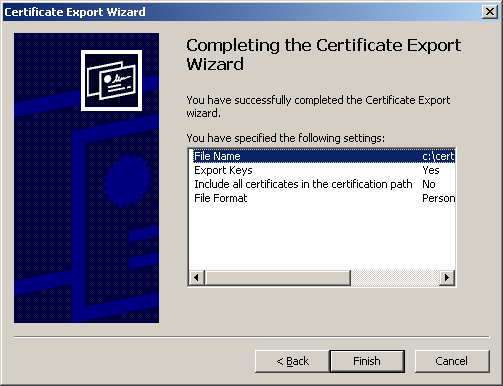 Certificate Export Wizard
Completing the Certificate Export
Wizard
You have successfully completed the Certificate Export
wizard.
You have specified the following settings:
File Name c:\cert
Export Keys Yes
Include all certificates in the certification path No
File Format Person
< Back Finish Cancel